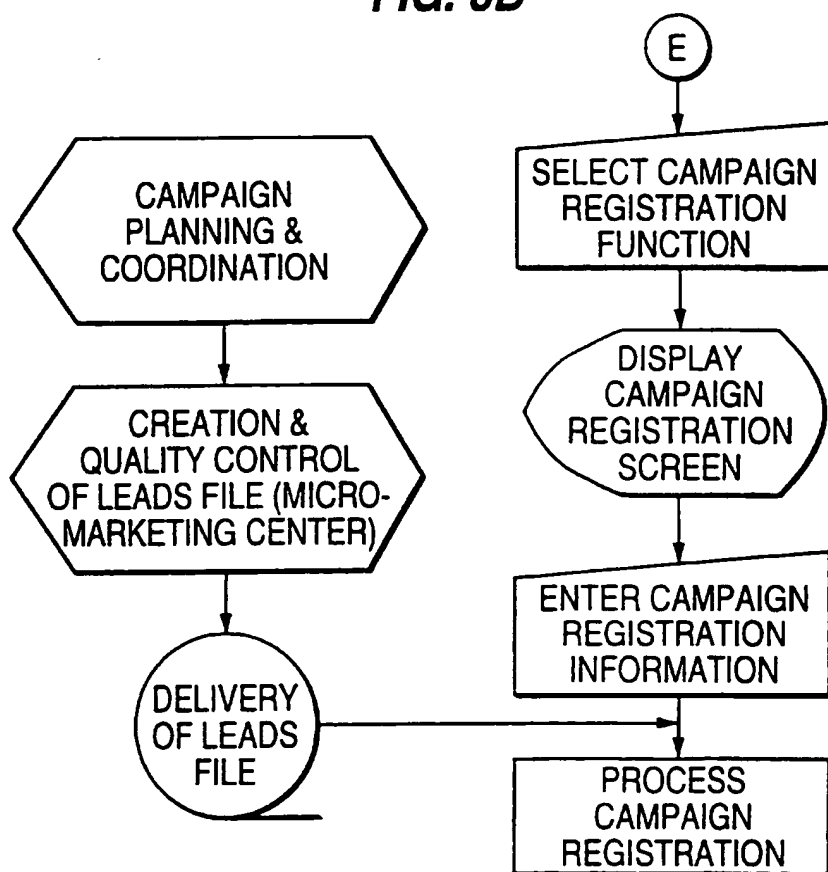 E
CAMPAIGN
PLANNING &
COORDINATION
CREATION &
QUALITY CONTROL
OF LEADS FILE (MICRO-
MARKETING CENTER)
DELIVERY
OF LEADS
FILE
SELECT CAMPAIGN
REGISTRATION
FUNCTION
DISPLAY
CAMPAIGN
REGISTRATION
SCREEN
ENTER CAMPAIGN
REGISTRATION
INFORMATION
PROCESS
CAMPAIGN
REGISTRATION